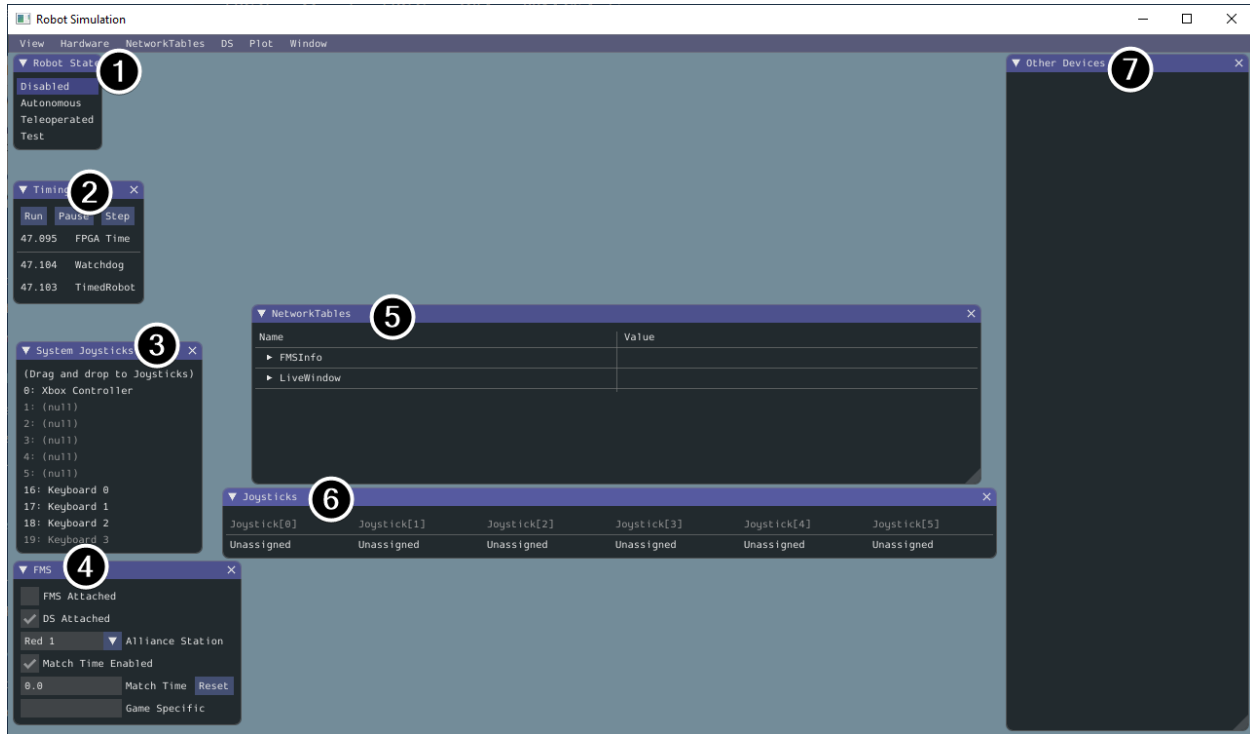 Robot Simulation
View Hardware NetworkTables DS Plot Window
Robot State
1
Disabled
Autonomous
Teleoperated
Test
Timing
2
Run Pause Step
47.095 FPGA Time
47.104 Watchdog
47.103 TimedRobot
System Joysticks
3
(Drag and drop to Joysticks)
0: Xbox Controller
1: (null)
2: (null)
3: (null)
4: (null)
5: (null)
16: Keyboard 0
17: Keyboard 1
18: Keyboard 2
19: Keyboard 3
FMS
4
FMS Attached
DS Attached
Red 1 Alliance Station
Match Time Enabled
0.0 Match Time Reset
Game Specific
NetworkTables
5
Name Value
FMSInfo
LiveWindow
Joysticks
6
Joystick[0] Joystick[1] Joystick[2] Joystick[3] Joystick[4] Joystick[5]
Unassigned Unassigned Unassigned Unassigned Unassigned Unassigned
Other Devices
7